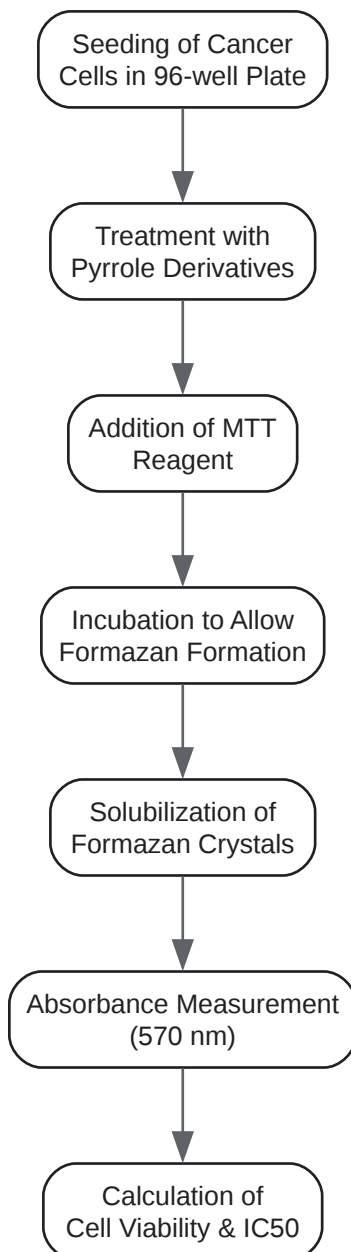 Seeding of Cancer
Cells in 96-well Plate
Treatment with
Pyrrole Derivatives
Addition of MTT
Reagent
Incubation to Allow
Formazan Formation
Solubilization of
Formazan Crystals
Absorbance Measurement
(570 nm)
Calculation of
Cell Viability & IC50